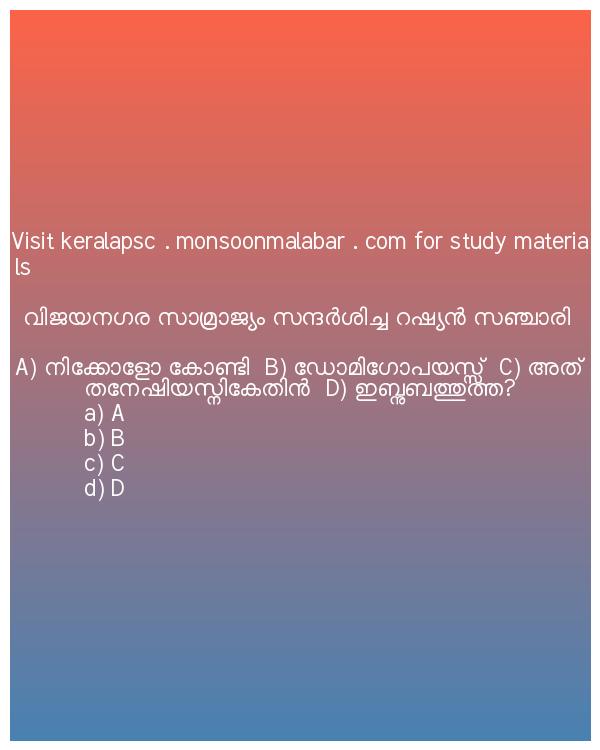 Visit keralapsc . monsoonmalabar . com for study materia
ls
വിജയനഗര സാമ്രാജ്യം സന്ദർശിച്ച റഷ്യൻ സഞ്ചാരി
A) നിക്കോളോ കോണ്ടി B) ഡോമിഗോപയസ്സ് C) അത്
തനേഷിയസ്നികേതിൻ D) ഇബ്നുബത്തൂത്ത?
a) A
b) B
c) C
d) D